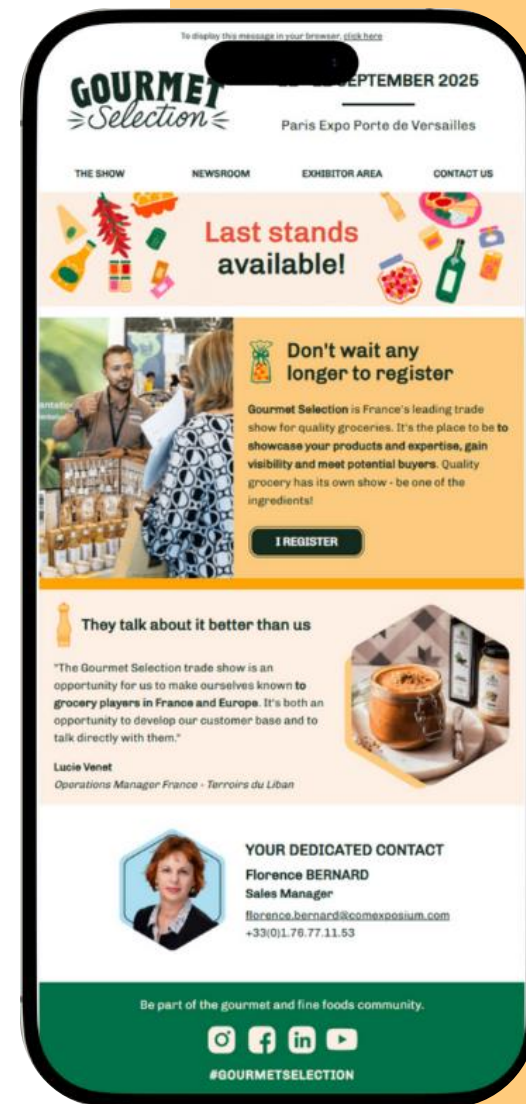 To display this message in your browser, click here
GOURMET
Selection
SEPTEMBER 2025
Paris Expo Porte de Versailles
THE SHOW
NEWSROOM
EXHIBITOR AREA
CONTACT US
Last stands
available!
Don't wait any
longer to register
Gourmet Selection is France's leading trade
show for quality groceries. It's the place to be to
showcase your products and expertise, gain
visibility and meet potential buyers. Quality
grocery has its own show - be one of the
ingredients!
I REGISTER
They talk about it better than us
"The Gourmet Selection trade show is an
opportunity for us to make ourselves known to
grocery players in France and Europe. It's both an
opportunity to develop our customer base and to
talk directly with them."
Lucie Venet
Operations Manager France - Terroirs du Liban
YOUR DEDICATED CONTACT
Florence BERNARD
Sales Manager
florence.bernard@comexposium.com
+33(0)1.76.77.11.53
Be part of the gourmet and fine foods community.
#GOURMETSELECTION